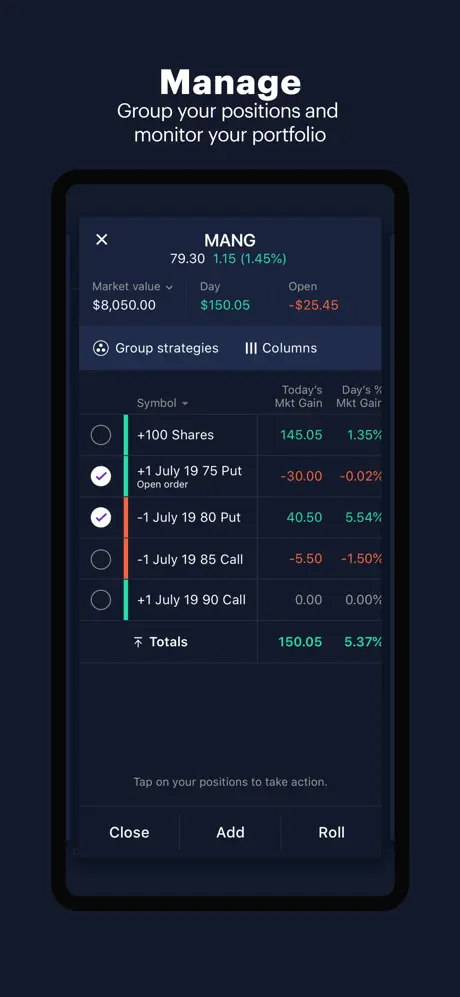 Manage
Group your positions and
monitor your portfolio
MANG
79.30 1.15 (1.45%)
Market value Day Open
$8,050.00 $150.05 -$25.45
Group strategies Columns
Today's Day's %
Symbol Mkt Gain Mkt Gain
+100 Shares 145.05 1.35%
+1 July 19 75 Put -30.00 -0.02%
Open order
-1 July 19 80 Put 40.50 5.54%
-1 July 19 85 Call -5.50 -1.50%
+1 July 19 90 Call 0.00 0.00%
Totals 150.05 5.37%
Tap on your positions to take action.
Close Add Roll